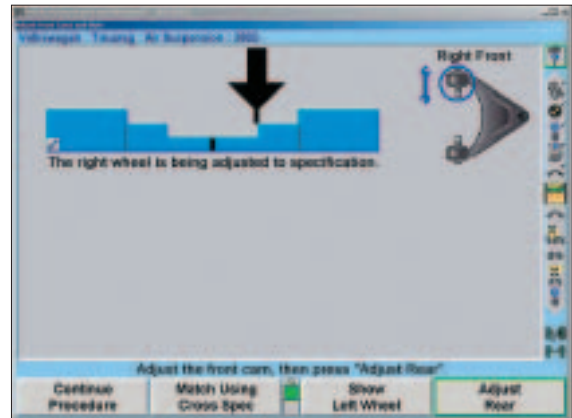 Volkswagen Touareg Air Suspension 2003
Right Front
The right wheel is being adjusted to specification.
Adjust the front cam, then press "Adjust Rear".
Continue
Procedure
Match Using
Cross Spec
Show
Left Wheel
Adjust
Rear